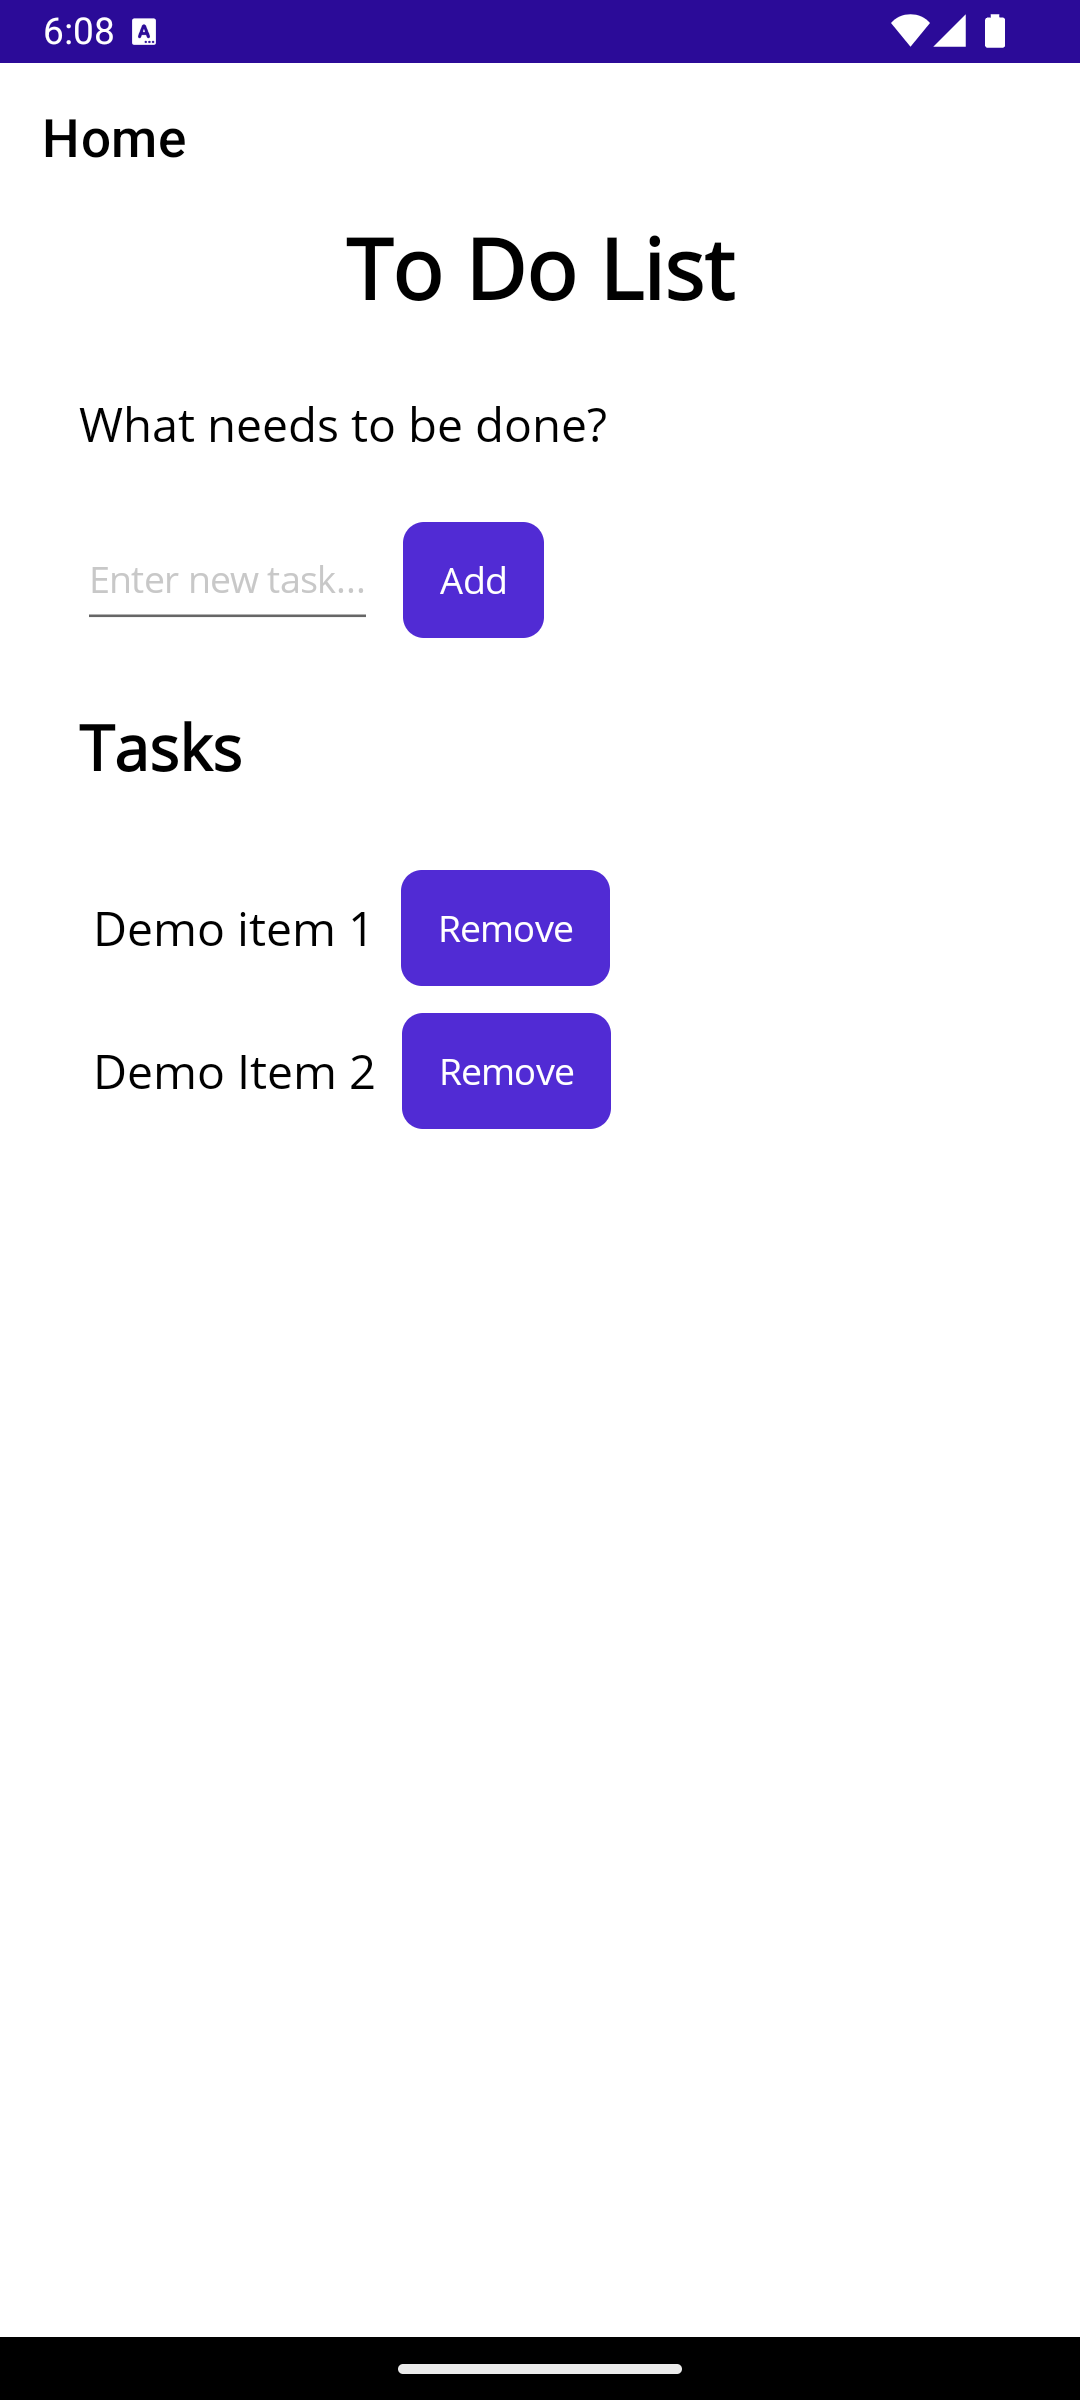 6:08
Home
To Do List
What needs to be done?
Enter new task... Add
Tasks
Demo item 1 Remove
Demo Item 2 Remove